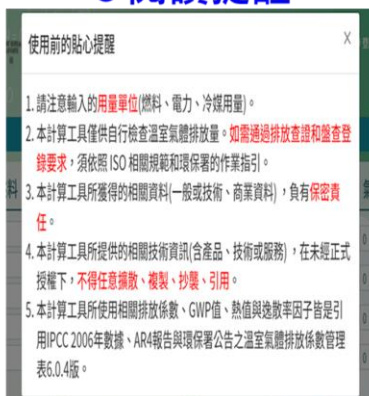 使用前的貼心提醒
X
1. 請注意輸入的用量單位(燃料、電力、冷媒用量)。
2. 本計算工具僅供自行檢查溫室氣體排放量。如需通過排放查證和盤查登
錄要求,須依照 ISO 相關規範和環保署的作業指引。
3. 本計算工具所獲得的相關資料(一般或技術、商業資料),負有保密責
任。
4. 本計算工具所提供的相關技術資訊(含產品、技術或服務),在未經正式
授權下,不得任意擴散、複製、抄襲、引用。
5. 本計算工具所使用相關排放係數、GWP值、熱值與逸散率因子皆是引
用IPCC 2006年數據、AR4報告與環保署公告之溫室氣體排放係數管理
表6.0.4版。